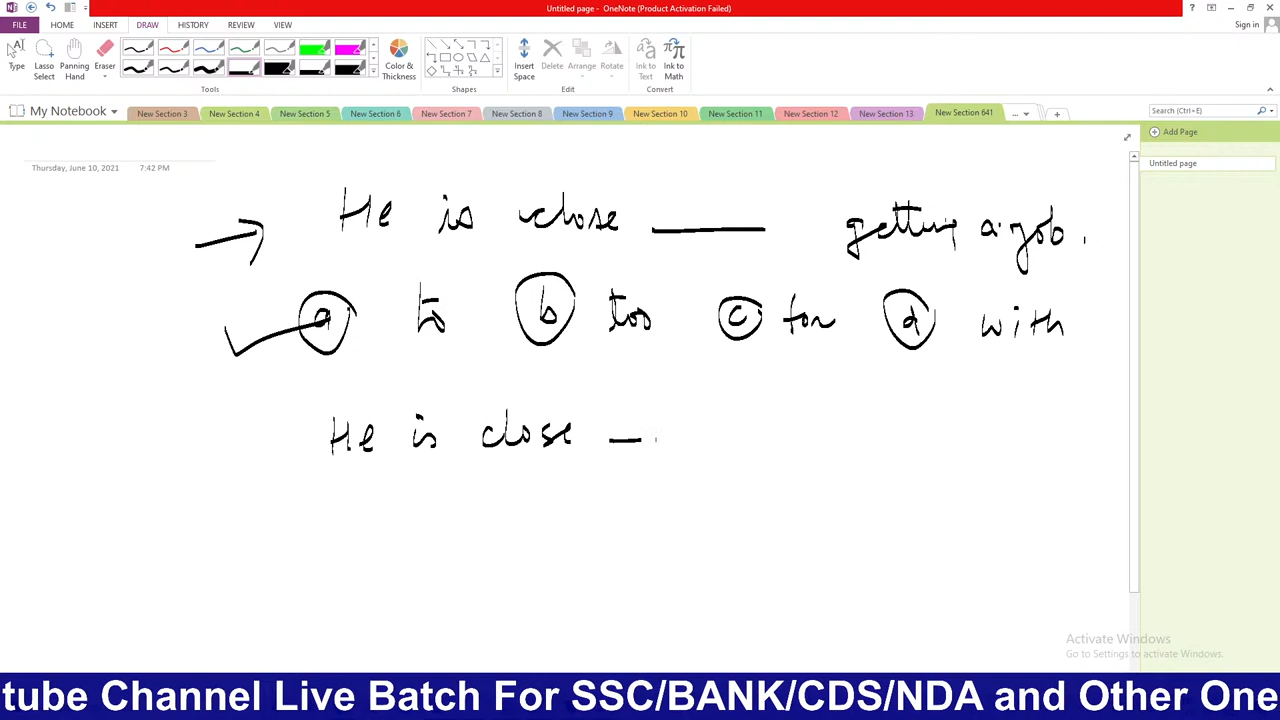 Untitled page - OneNote (Product Activation Failed)
FILE HOME INSERT DRAW HISTORY REVIEW VIEW Sign in
Type Lasso Select Panning Hand Eraser Color & Thickness Insert Space Delete Arrange Rotate Ink to Text Ink to Math
Tools Shapes Edit Convert
My Notebook New Section 3 New Section 4 New Section 5 New Section 6 New Section 7 New Section 8 New Section 9 New Section 10 New Section 11 New Section 12 New Section 13 New Section 641 ... Search (Ctrl+E)
Add Page
Untitled page
Thursday, June 10, 2021 7:42 PM
He is close ____ getting a job.
a to b too c for d with
He is close —
Activate Windows
Go to Settings to activate Windows.
tube Channel Live Batch For SSC/BANK/CDS/NDA and Other One